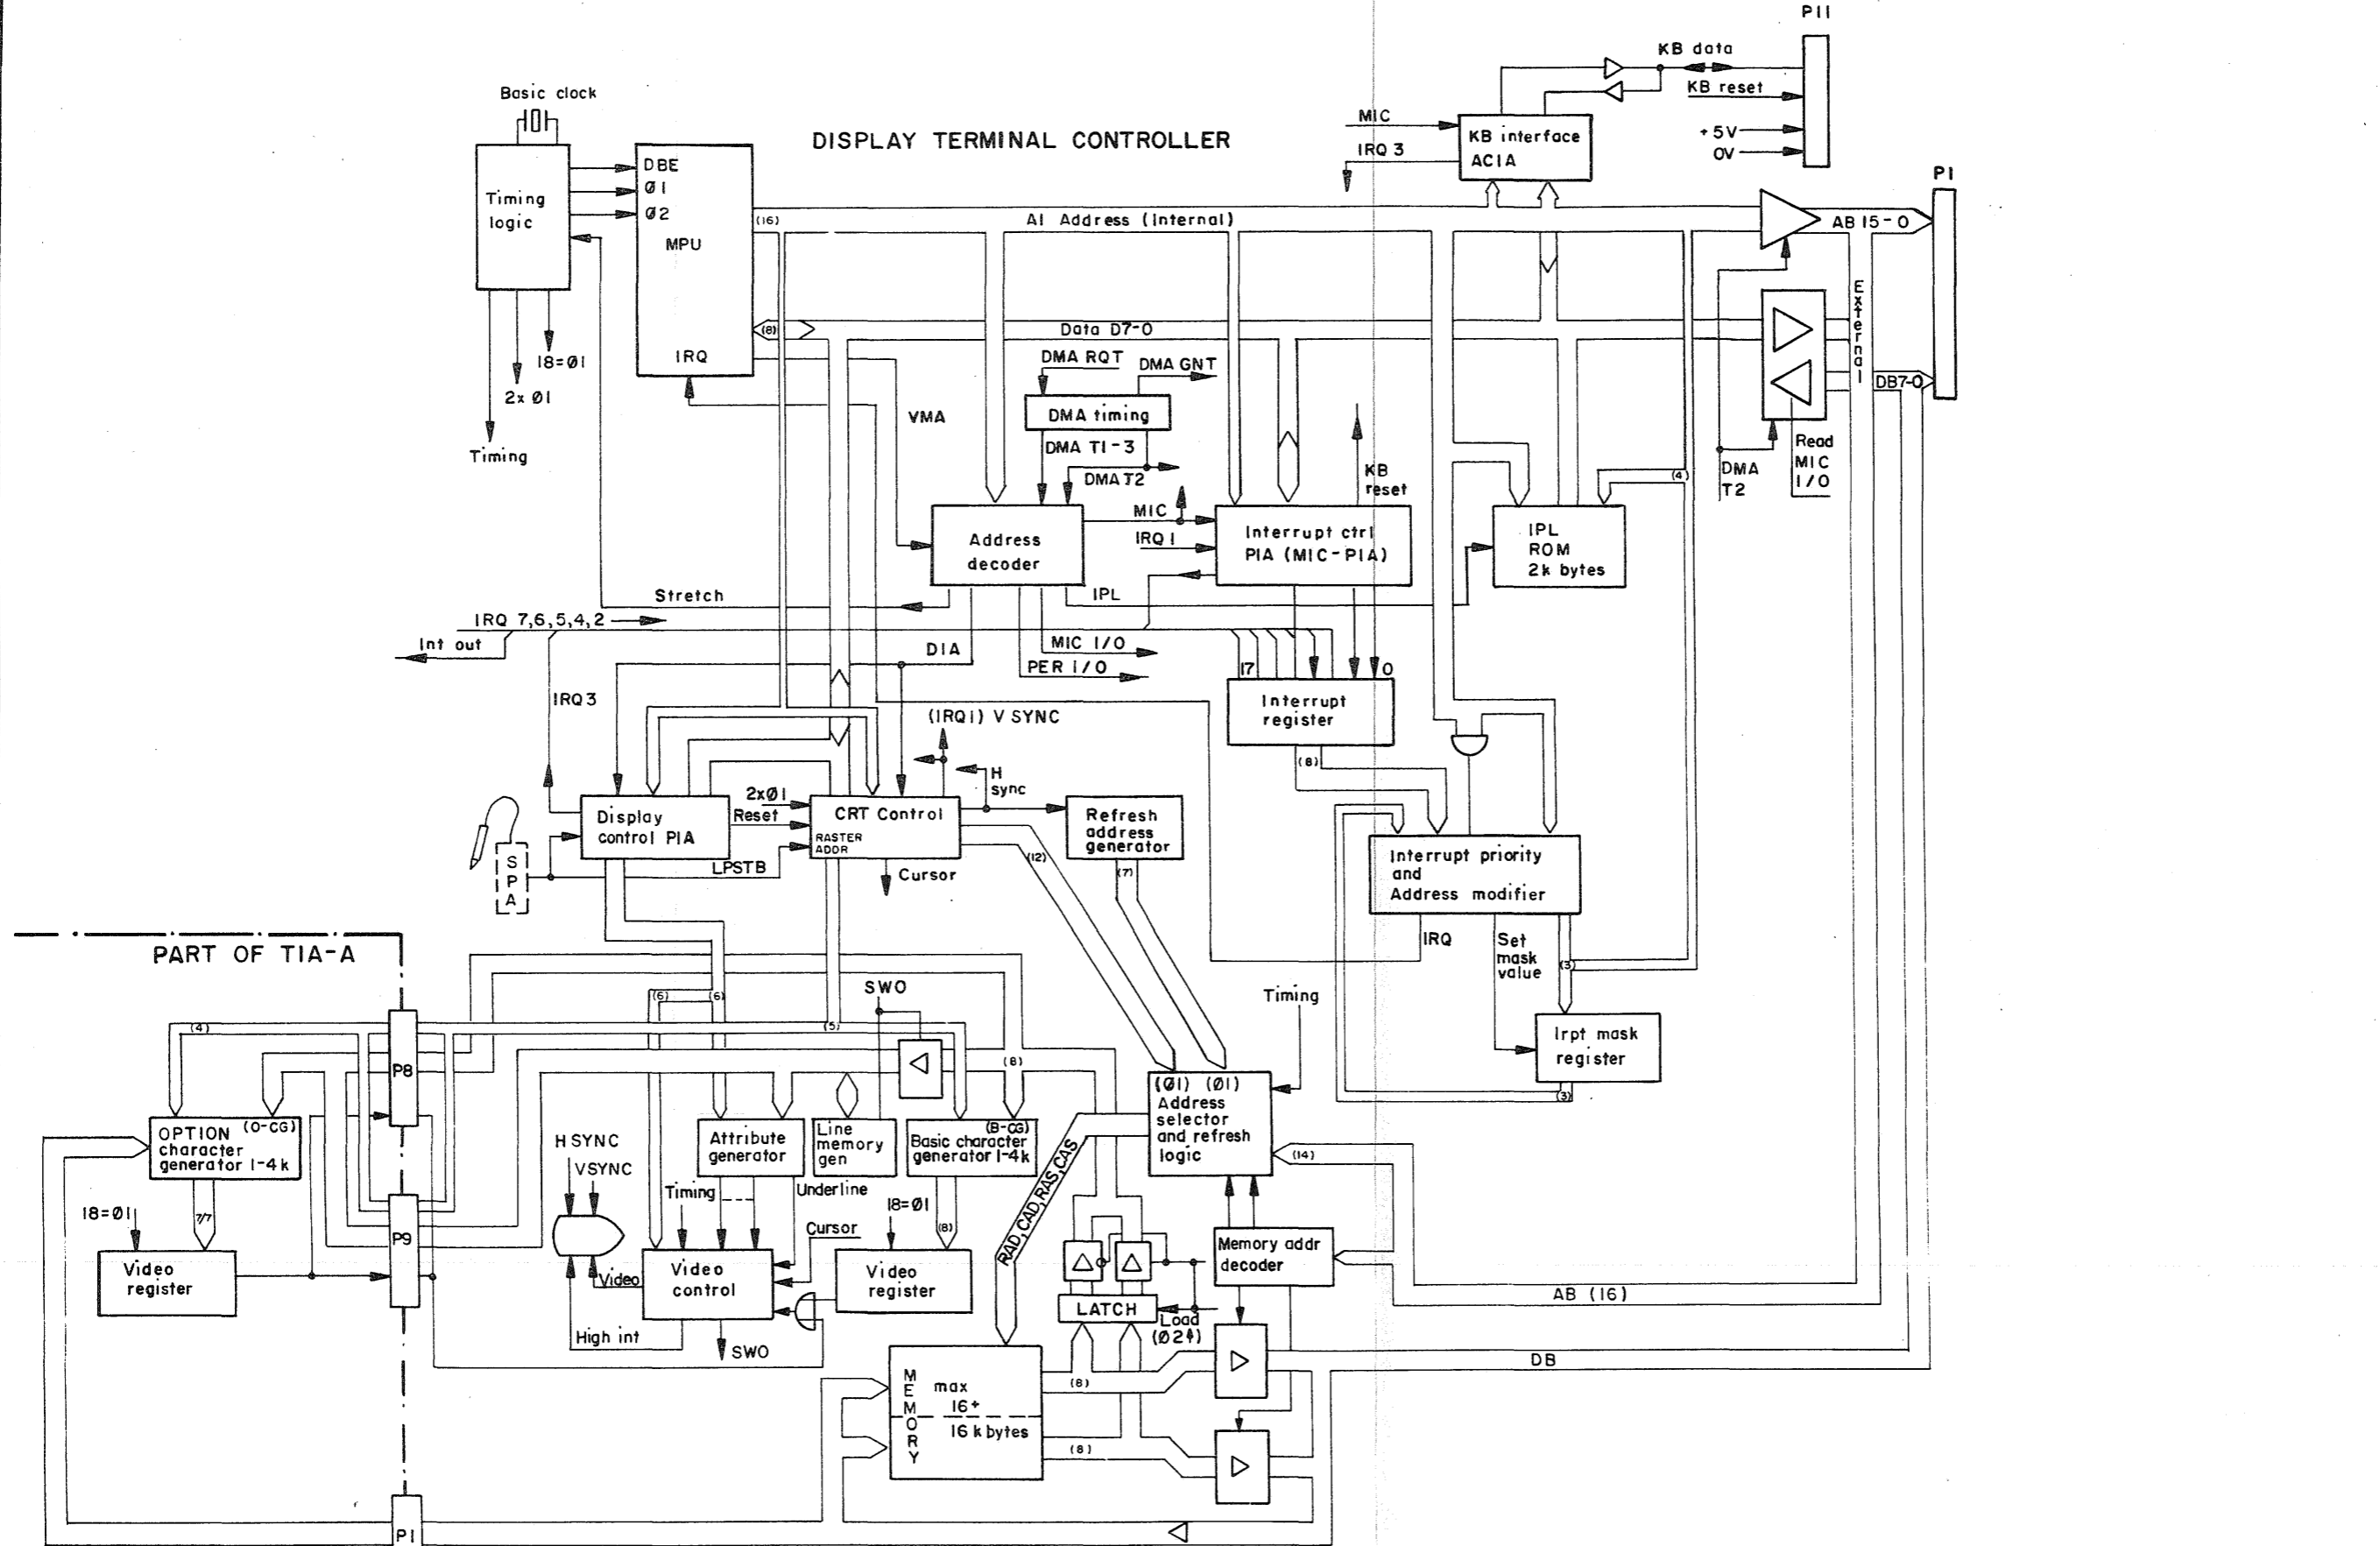 P11
KB data
KB reset
+5V
0V
Basic clock
DISPLAY TERMINAL CONTROLLER
MIC
IRQ 3
KB interface
ACIA
P1
Timing
logic
DBE
Ø1
Ø2
MPU
IRQ
(16)
A1 Address (Internal)
AB 15-0
External
(8)
Data D7-0
DB7-0
18=Ø1
2x Ø1
Timing
VMA
DMA RQT
DMA GNT
DMA timing
DMA T1-3
DMA T2
KB
reset
(4)
DMA
T2
Read
MIC
I/O
Address
decoder
MIC
IRQ 1
Interrupt ctrl
PIA (MIC-PIA)
IPL
ROM
2k bytes
Stretch
IPL
IRQ 7,6,5,4,2
Int out
DIA
MIC I/O
PER I/O
17
0
Interrupt
register
(8)
IRQ3
(IRQ1) V SYNC
H
sync
2xØ1
Reset
Display
control PIA
CRT Control
RASTER
ADDR
Refresh
address
generator
SPA
LPSTB
Cursor
(12)
(7)
Interrupt priority
and
Address modifier
IRQ
Set
mask
value
(3)
Irpt mask
register
(3)
PART OF TIA-A
(6)
(6)
SWO
Timing
(4)
(5)
P8
(8)
(Ø1) (Ø1)
Address
selector
and refresh
logic
(14)
OPTION (O-CG)
character
generator 1-4k
H SYNC
VSYNC
Attribute
generator
Line
memory
gen
(B-CG)
Basic character
generator 1-4k
RAD, CAD, RAS, CAS
Timing
Underline
18=Ø1
7/7
18=Ø1
(8)
Cursor
P9
Video
register
Video
Video
control
Video
register
Memory addr
decoder
LATCH
Load
(Ø2↟)
AB (16)
High int
SWO
DB
MEMORY
max
16+
16 k bytes
(8)
(8)
P1